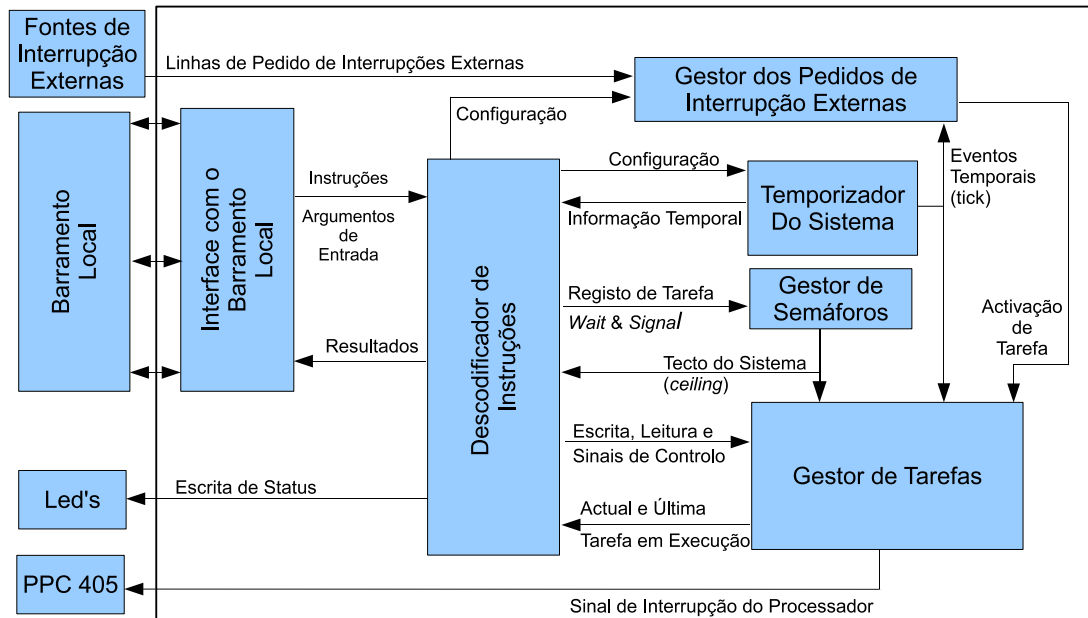 Fontes de
Interrupção
Externas
Linhas de Pedido de Interrupções Externas
Gestor dos Pedidos de
Interrupção Externas
Configuração
Barramento
Local
Interface com o
Barramento
Local
Instruções
Argumentos
de
Entrada
Resultados
Descodificador de
Instruções
Configuração
Informação Temporal
Temporizador
Do Sistema
Eventos
Temporais
(tick)
Registo de Tarefa
Wait & Signal
Gestor de
Semáforos
Activação
de
Tarefa
Tecto do Sistema
(ceiling)
Escrita, Leitura e
Sinais de Controlo
Gestor de Tarefas
Actual e Última
Tarefa em Execução
Led's
Escrita de Status
PPC 405
Sinal de Interrupção do Processador